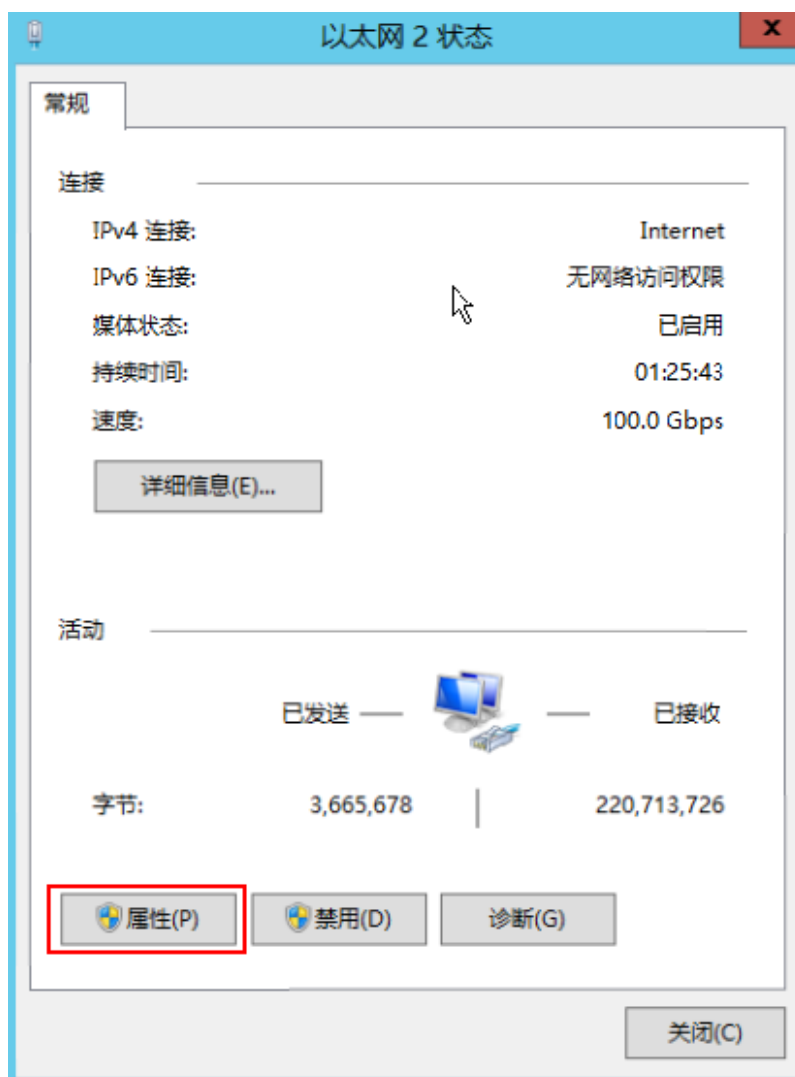 以太网 2 状态
常规
连接
IPv4 连接: Internet
IPv6 连接: 无网络访问权限
媒体状态: 已启用
持续时间: 01:25:43
速度: 100.0 Gbps
详细信息(E)...
活动
已发送 已接收
字节: 3,665,678 220,713,726
属性(P) 禁用(D) 诊断(G)
关闭(C)